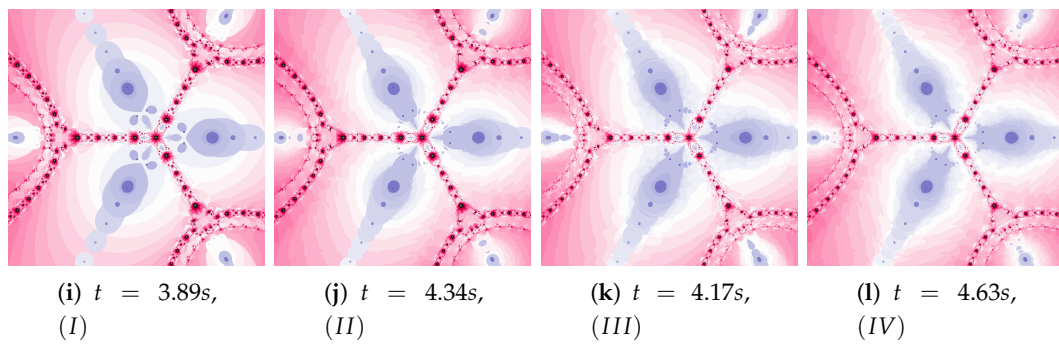 (i) t = 3.89s,
(I)
(j) t = 4.34s,
(II)
(k) t = 4.17s,
(III)
(l) t = 4.63s,
(IV)